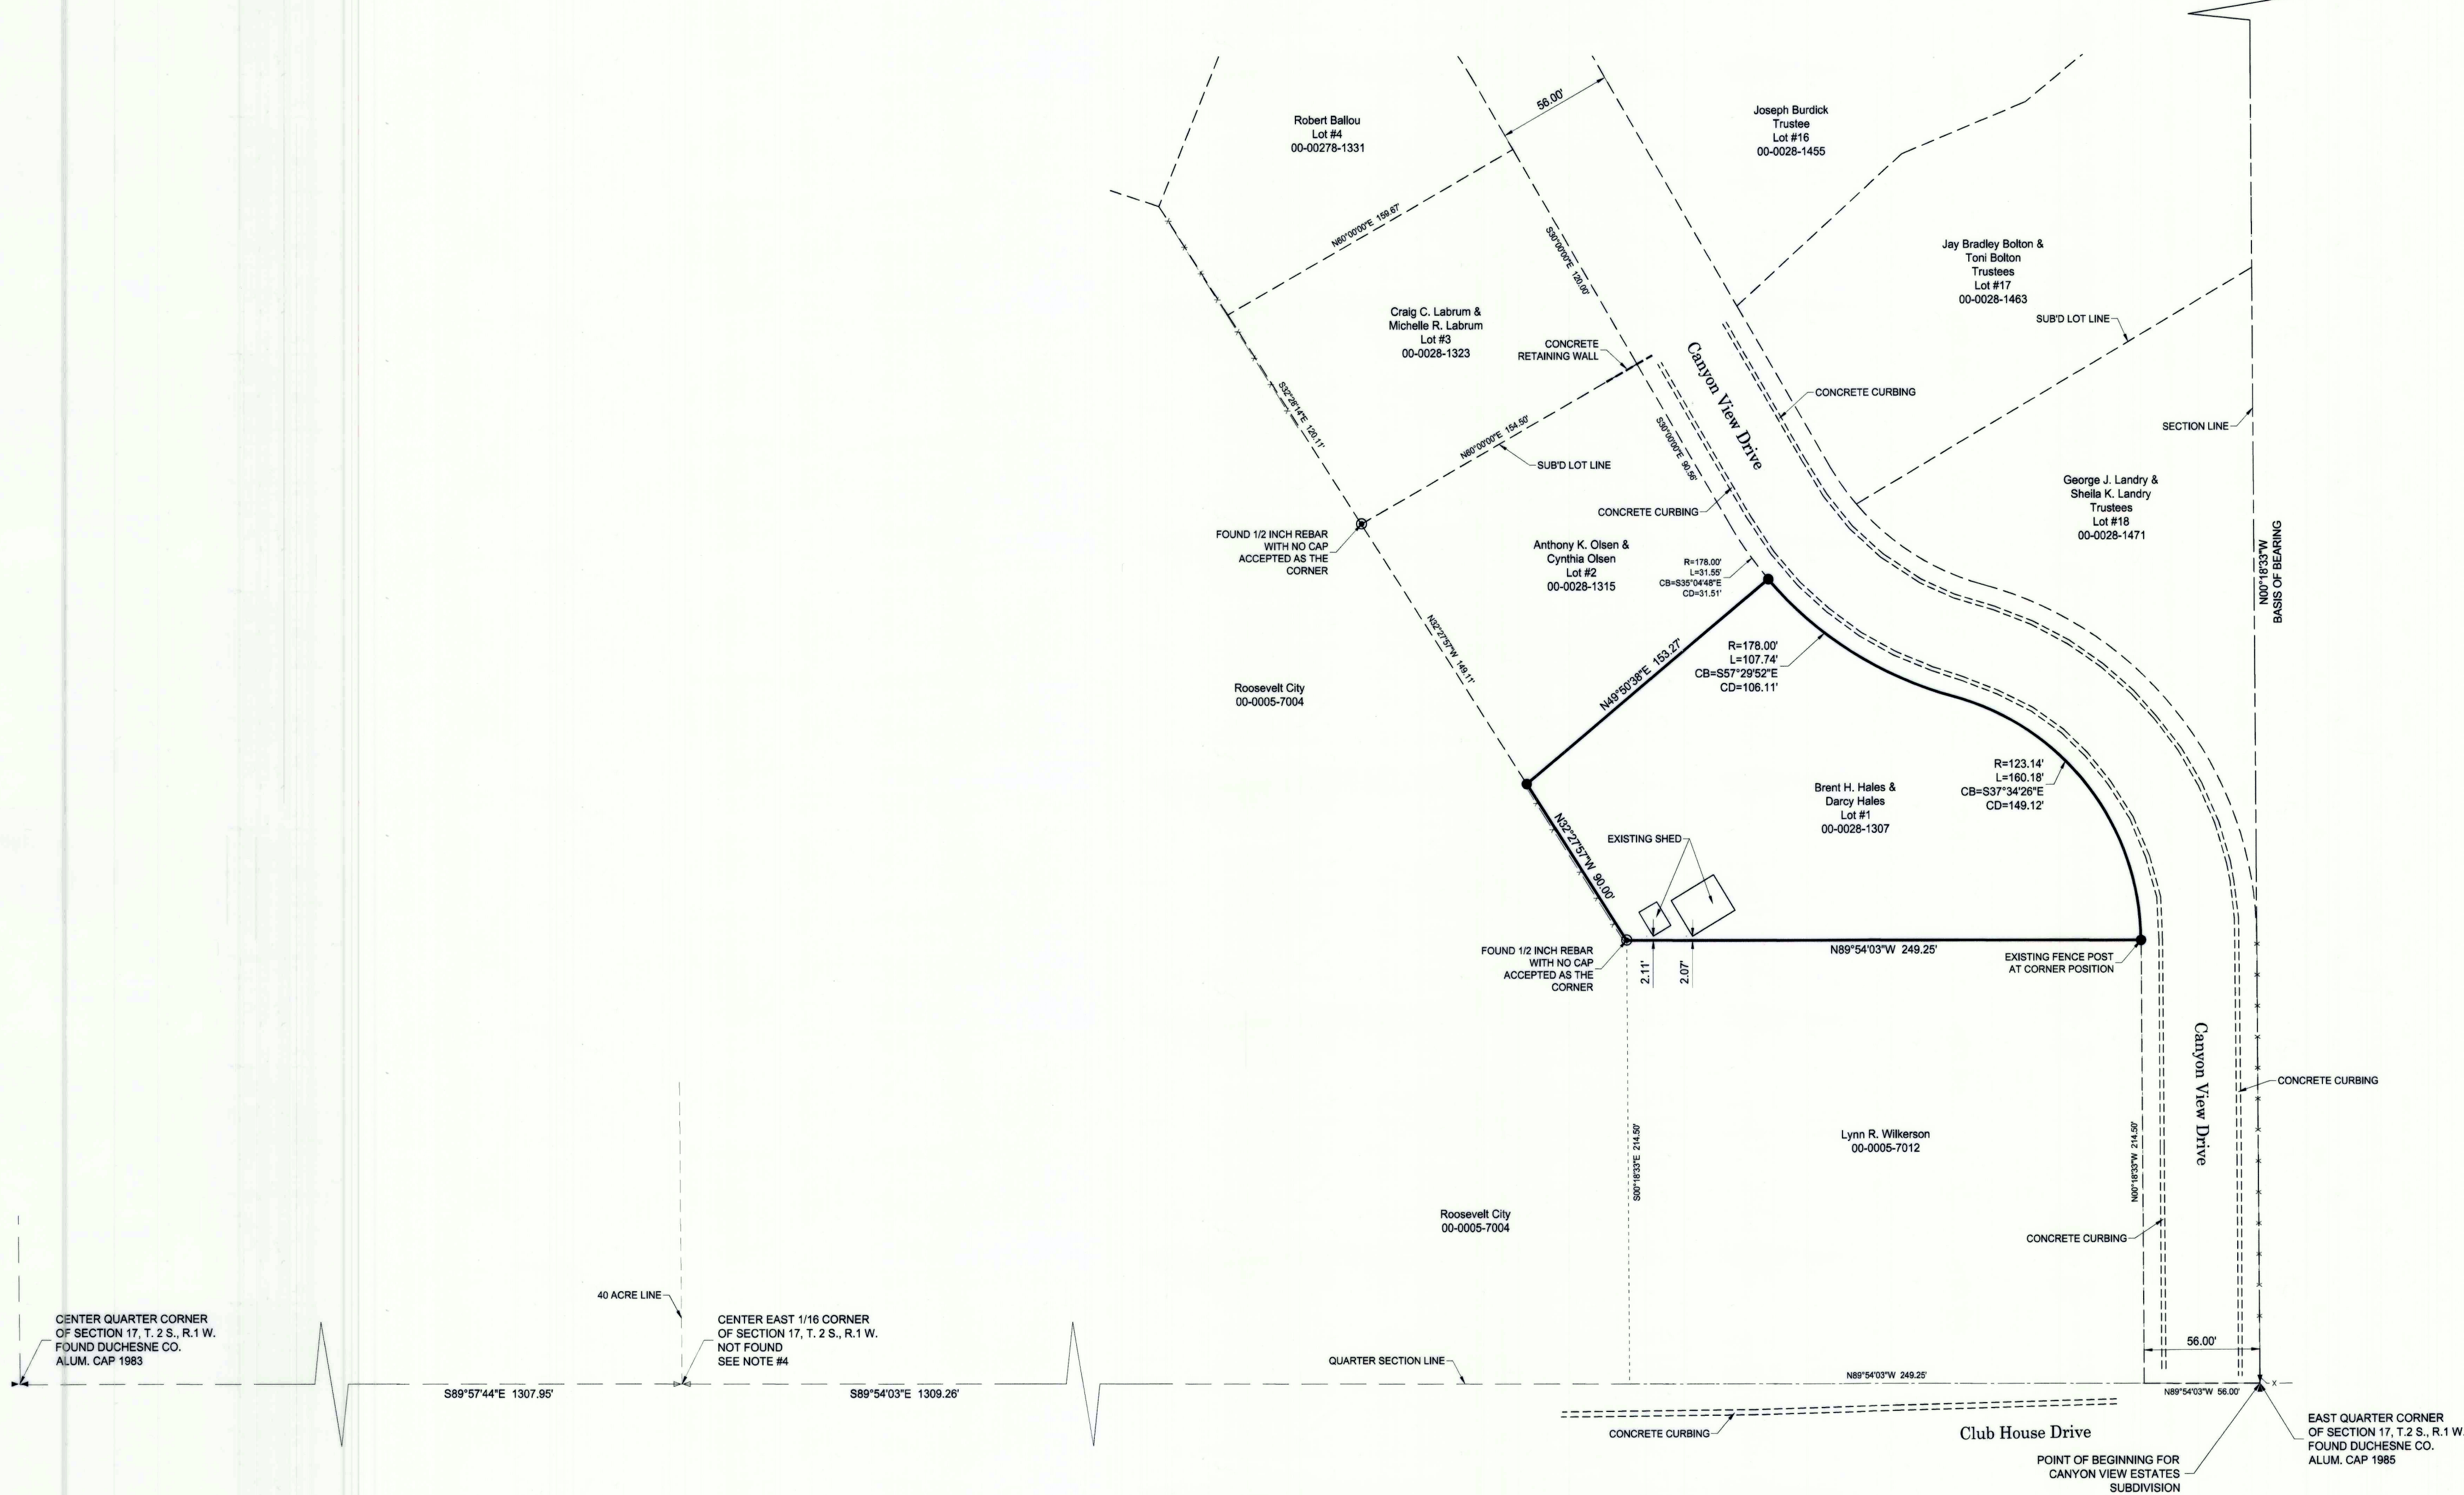 56.00'
Robert Ballou
Lot #4
00-00278-1331
Joseph Burdick
Trustee
Lot #16
00-0028-1455
N60°00'00"E 159.67'
S30°00'00"E 120.00'
Jay Bradley Bolton &
Toni Bolton
Trustees
Lot #17
00-0028-1463
SUB'D LOT LINE
Craig C. Labrum &
Michelle R. Labrum
Lot #3
00-0028-1323
CONCRETE
RETAINING WALL
Canyon View Drive
CONCRETE CURBING
S32°28'14"E 120.11'
SECTION LINE
N60°00'00"E 154.50'
SUB'D LOT LINE
S30°00'00"E 90.56'
CONCRETE CURBING
George J. Landry &
Sheila K. Landry
Trustees
Lot #18
00-0028-1471
N00°18'33"W
BASIS OF BEARING
FOUND 1/2 INCH REBAR
WITH NO CAP
ACCEPTED AS THE
CORNER
Anthony K. Olsen &
Cynthia Olsen
Lot #2
00-0028-1315
R=178.00'
L=31.55'
CB=S35°04'48"E
CD=31.51'
N32°27'57"W 149.11'
N49°50'38"E 153.27'
R=178.00'
L=107.74'
CB=S57°29'52"E
CD=106.11'
Roosevelt City
00-0005-7004
R=123.14'
L=160.18'
CB=S37°34'26"E
CD=149.12'
Brent H. Hales &
Darcy Hales
Lot #1
00-0028-1307
EXISTING SHED
N32°27'57"W 90.00'
FOUND 1/2 INCH REBAR
WITH NO CAP
ACCEPTED AS THE
CORNER
2.11'
2.07'
N89°54'03"W 249.25'
EXISTING FENCE POST
AT CORNER POSITION
Canyon View Drive
CONCRETE CURBING
Lynn R. Wilkerson
00-0005-7012
S00°18'33"E 214.50'
N00°18'33"W 214.50'
Roosevelt City
00-0005-7004
CONCRETE CURBING
40 ACRE LINE
CENTER QUARTER CORNER
OF SECTION 17, T. 2 S., R.1 W.
FOUND DUCHESNE CO.
ALUM. CAP 1983
CENTER EAST 1/16 CORNER
OF SECTION 17, T. 2 S., R.1 W.
NOT FOUND
SEE NOTE #4
QUARTER SECTION LINE
56.00'
S89°57'44"E 1307.95'
S89°54'03"E 1309.26'
N89°54'03"W 249.25'
N89°54'03"W 56.00'
X
CONCRETE CURBING
Club House Drive
POINT OF BEGINNING FOR
CANYON VIEW ESTATES
SUBDIVISION
EAST QUARTER CORNER
OF SECTION 17, T.2 S., R.1 W.
FOUND DUCHESNE CO.
ALUM. CAP 1985